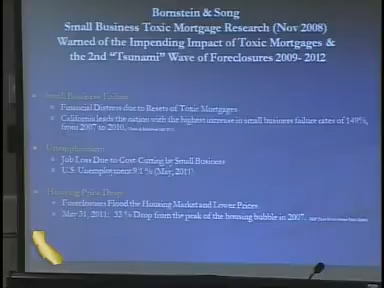 Bornstein & Song
Small Business Toxic Mortgage Research (Nov 2008)
Warned of the Impending Impact of Toxic Mortgages &
the 2nd "Tsunami" Wave of Foreclosures 2009- 2012
Small Business Failure
Financial Distress due to Resets of Toxic Mortgages
California leads the nation with the highest increase in small business failure rates of 149%,
from 2007 to 2010,
Unemployment
Job Loss Due to Cost-Cutting by Small Business
U.S. Unemployment 9.1 % (May, 2011)
Housing Price Drop
Foreclosures Flood the Housing Market and Lower Prices
May 31, 2011: 32 % Drop from the peak of the housing bubble in 2007.